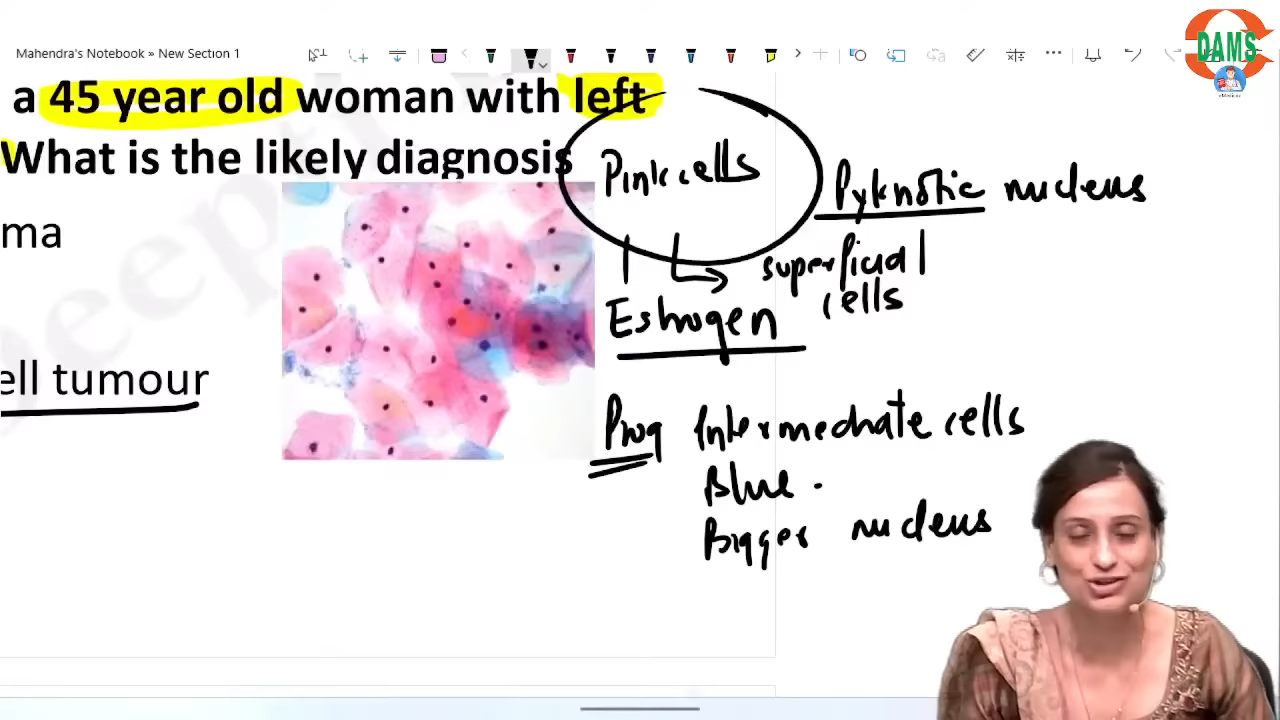 Mahendra's Notebook » New Section 1
DAMS
a 45 year old woman with left
What is the likely diagnosis
ma
ell tumour
Pink cells
Pyknotic nucleus
superficial
cells
Estrogen
Prog Intermediate cells
Blue.
Bigger nucleus